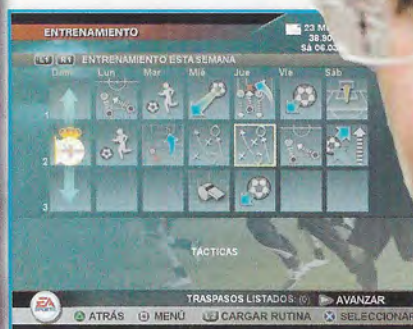 ENTRENAMIENTO
23 M
38.90
Sá 06.03
L1 R1 ENTRENAMIENTO ESTA SEMANA
Dom Lun Mar Mié Jue Vie Sáb
1
2
3
TÁCTICAS
TRASPASOS LISTADOS: (0) AVANZAR
EA SPORTS ATRÁS MENÚ CARGAR RUTINA SELECCIONAR